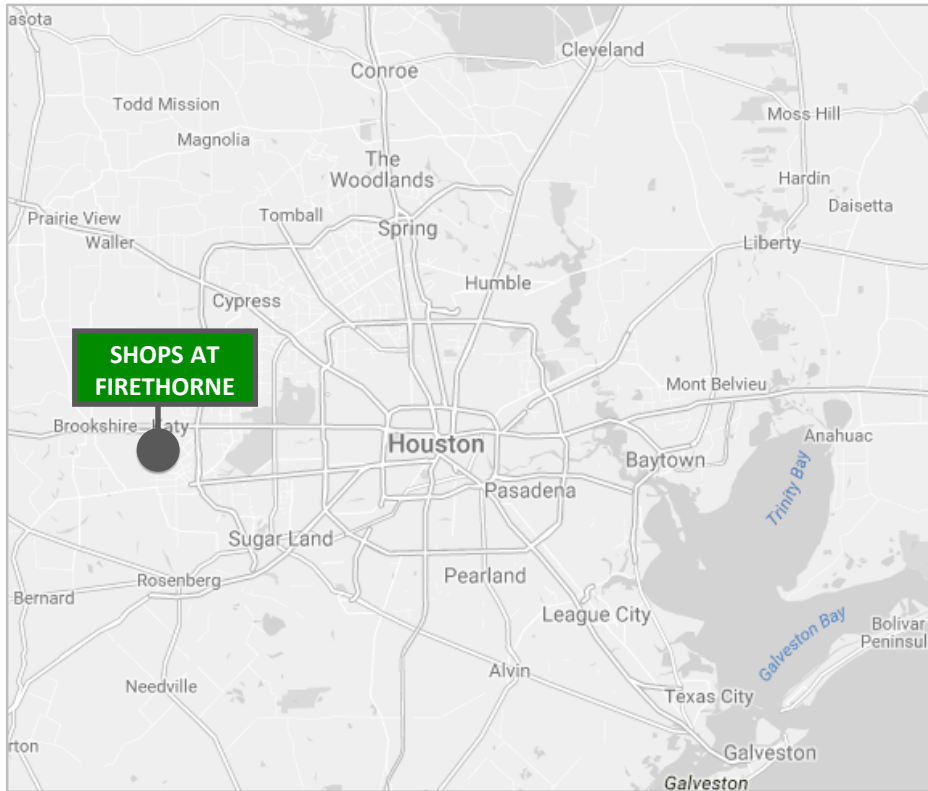 asota
Cleveland
Conroe
Todd Mission
Moss Hill
Magnolia
The
Woodlands
Hardin
Daisetta
Prairie View
Tomball
Spring
Waller
Liberty
Humble
Cypress
SHOPS AT
FIRETHORNE
Mont Belvieu
Brookshire
Katy
Houston
Anahuac
Baytown
Trinity Bay
Pasadena
Sugar Land
Rosenberg
Pearland
Bernard
League City
Bolivar
Peninsul
Galveston Bay
Alvin
Needville
Texas City
rton
Galveston
Galveston